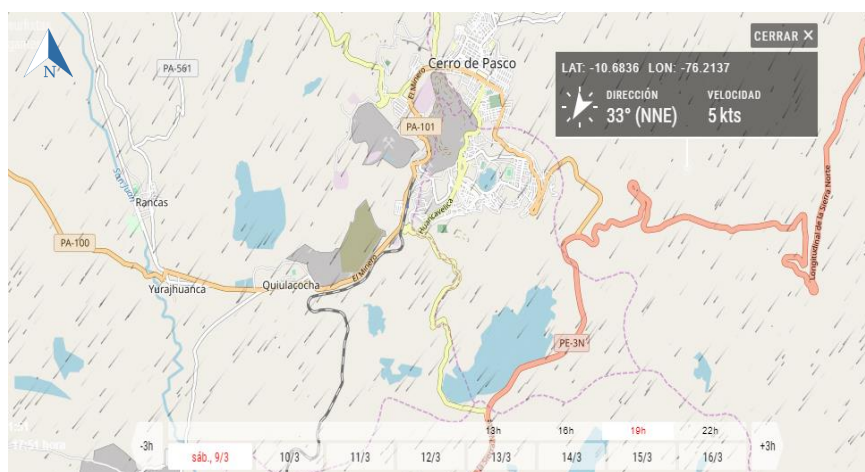 CERRAR ×
N
Cerro de Pasco
LAT: -10.6836 LON: -76.2137
PA-561
DIRECCIÓN
VELOCIDAD
33° (NNE)
5 kts
El Minero
PA-101
San Juan
Rancas
Huancavelica
Longitudinal de la Sierra Norte
PA-100
El Minero
Yurajhuanca
Quiulacocha
PE-3N
13h
16h
19h
22h
-3h
+3h
sáb., 9/3
10/3
11/3
12/3
13/3
14/3
15/3
16/3